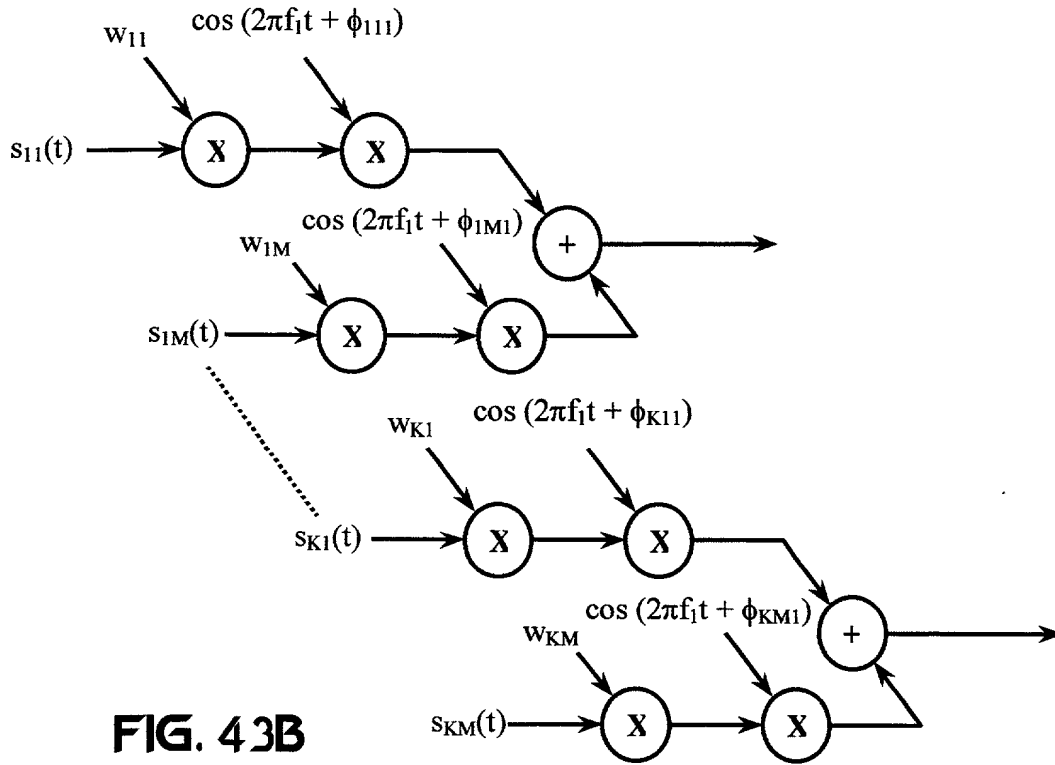 w₁₁
cos (2πf₁t + ϕ₁₁₁)
s₁₁(t)
X
X
cos (2πf₁t + ϕ₁M₁)
w₁M
+
s₁M(t)
X
X
cos (2πf₁t + ϕK₁₁)
wK₁
sK₁(t)
X
X
cos (2πf₁t + ϕKM₁)
wKM
+
sKM(t)
X
X
FIG. 43B